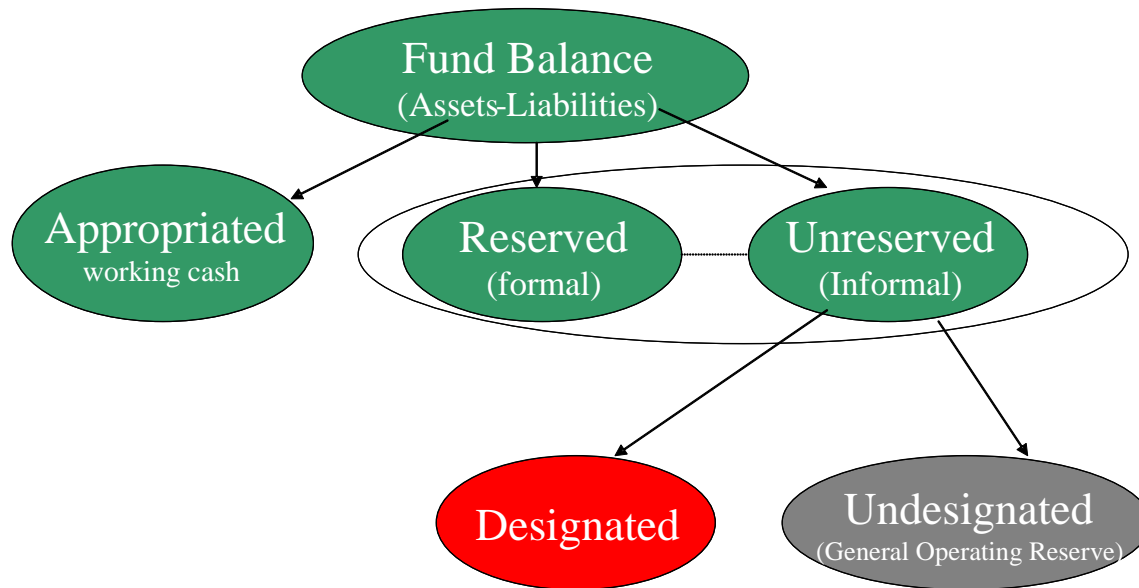 Fund Balance
(Assets-Liabilities)
Appropriated
working cash
Reserved
(formal)
Unreserved
(Informal)
Designated
Undesignated
(General Operating Reserve)